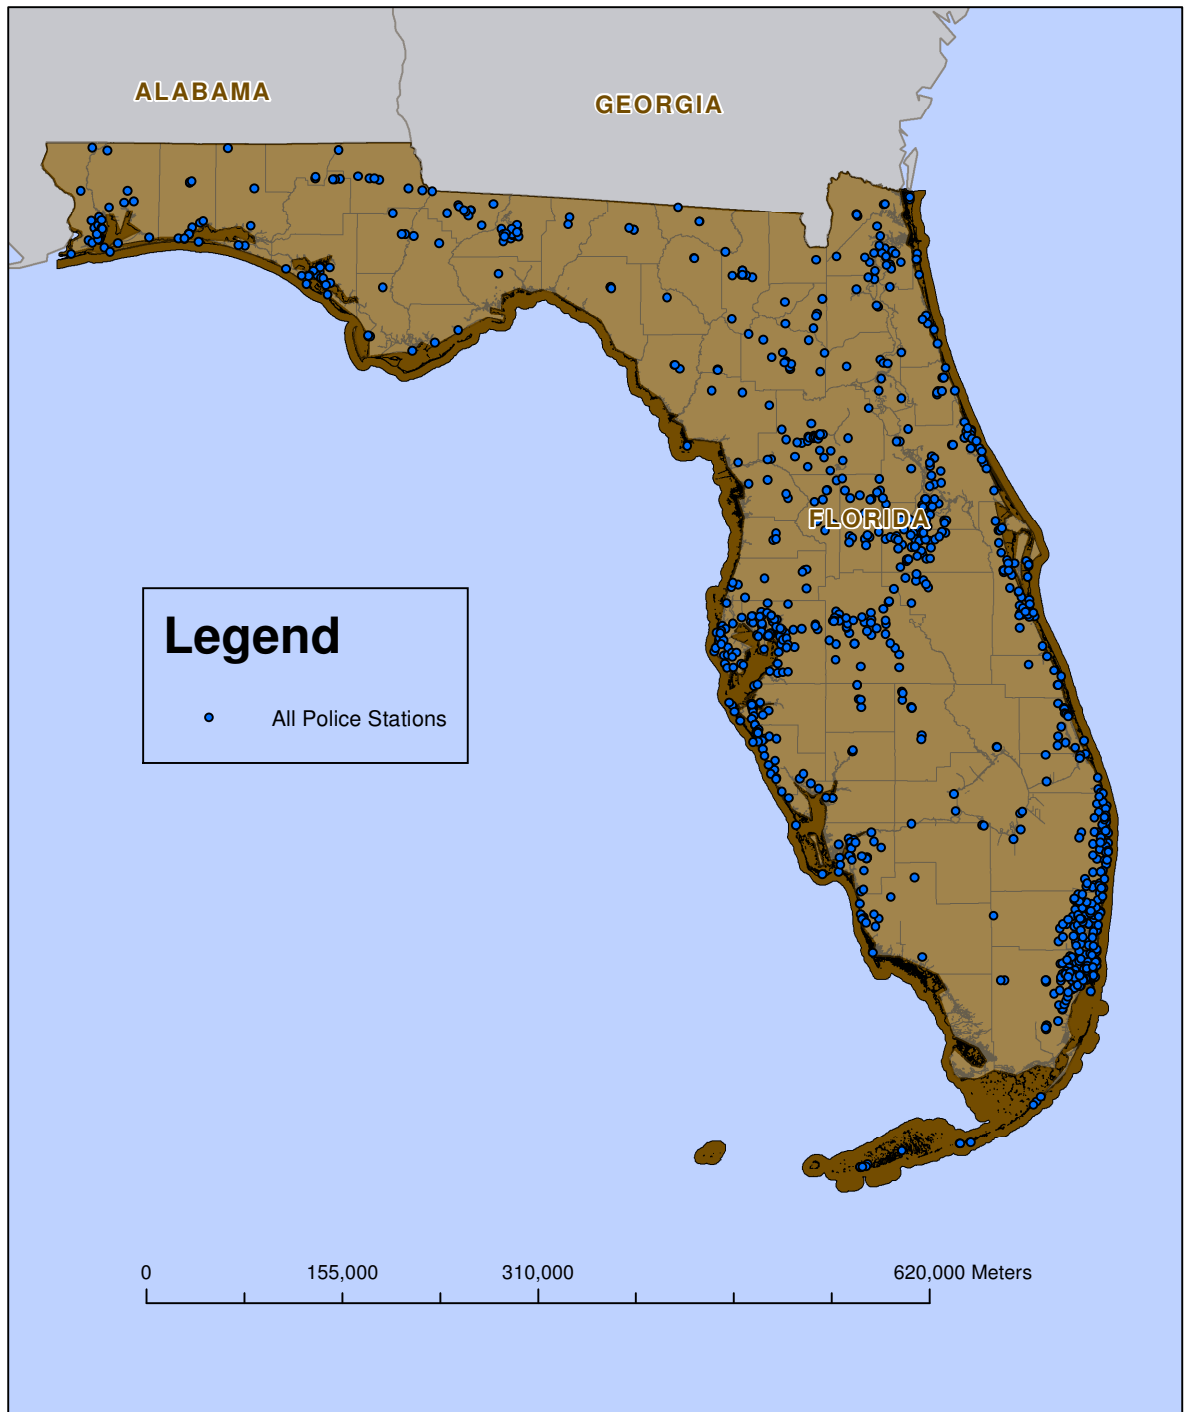 ALABAMA
GEORGIA
FLORIDA
Legend
All Police Stations
0 155,000 310,000 620,000 Meters